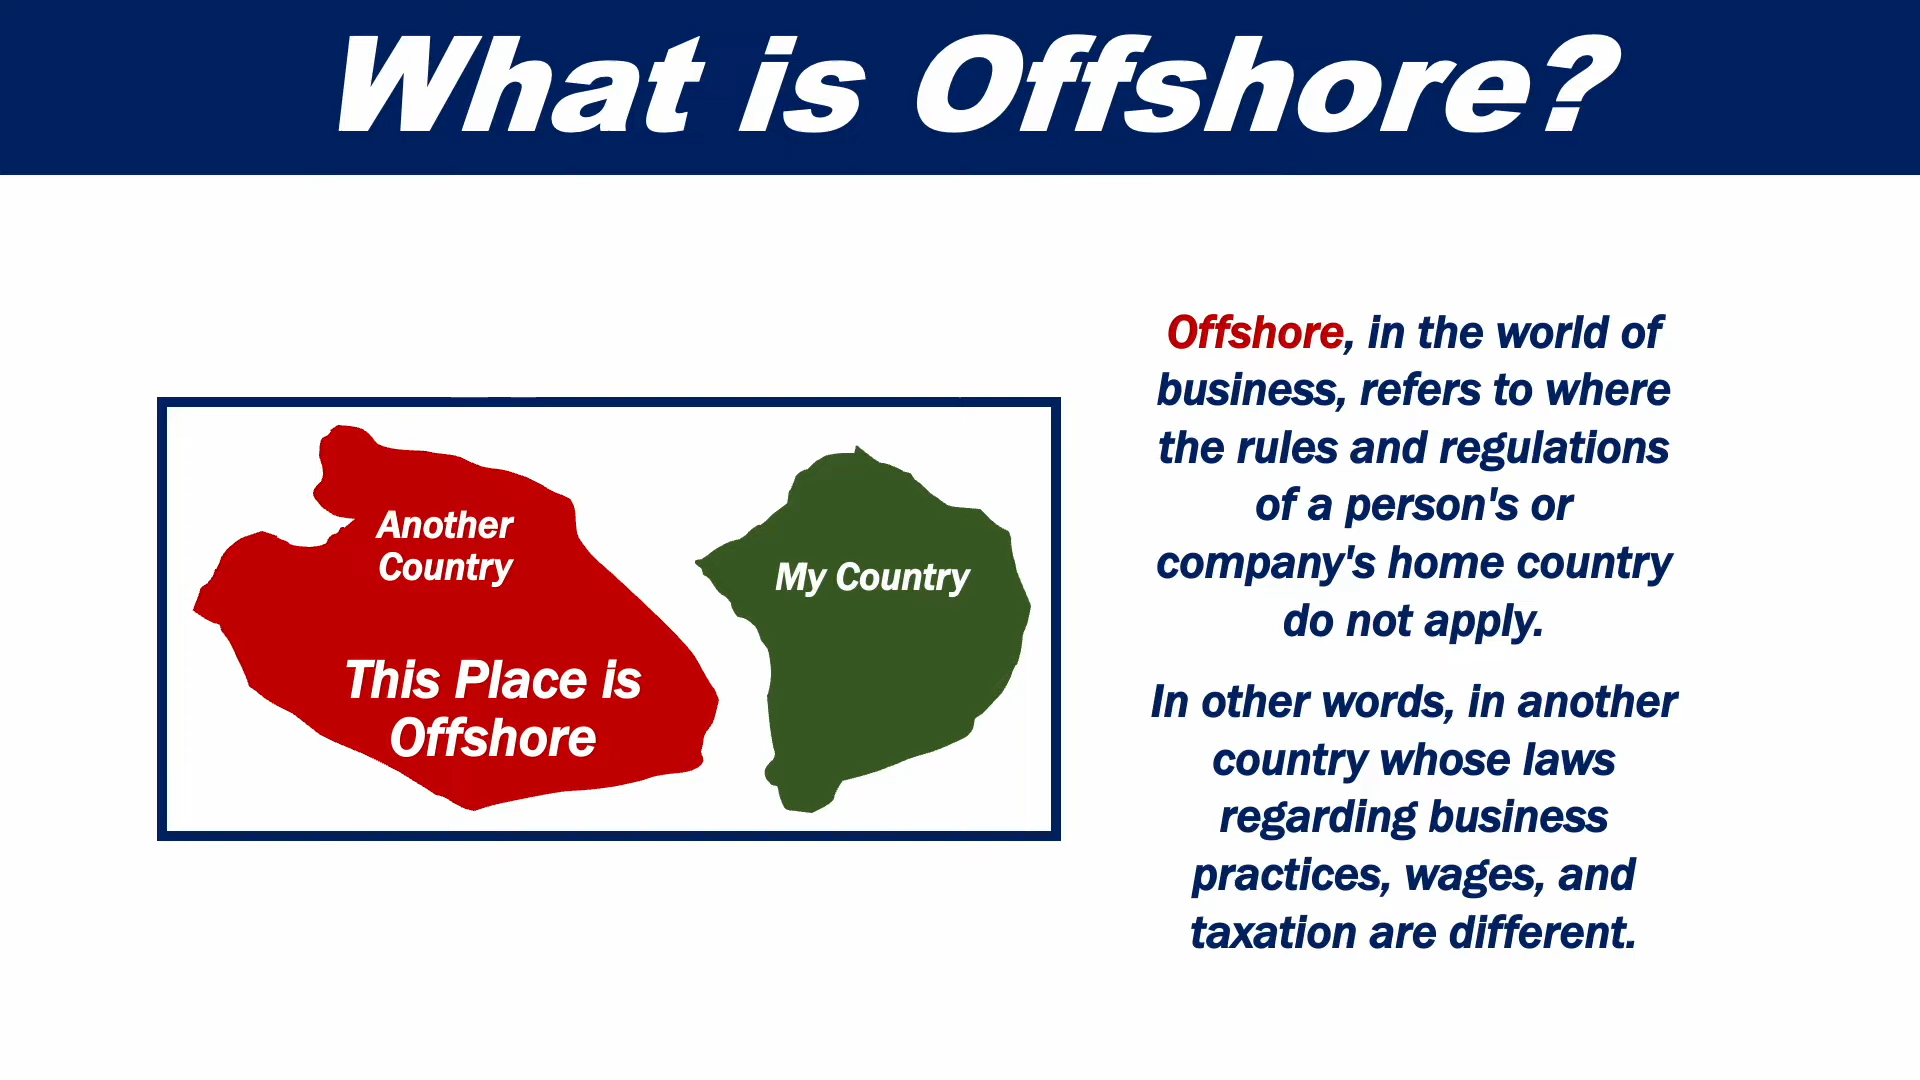 What is Offshore?
Another
Country
This Place is
Offshore
My Country
Offshore, in the world of
business, refers to where
the rules and regulations
of a person's or
company's home country
do not apply.
In other words, in another
country whose laws
regarding business
practices, wages, and
taxation are different.